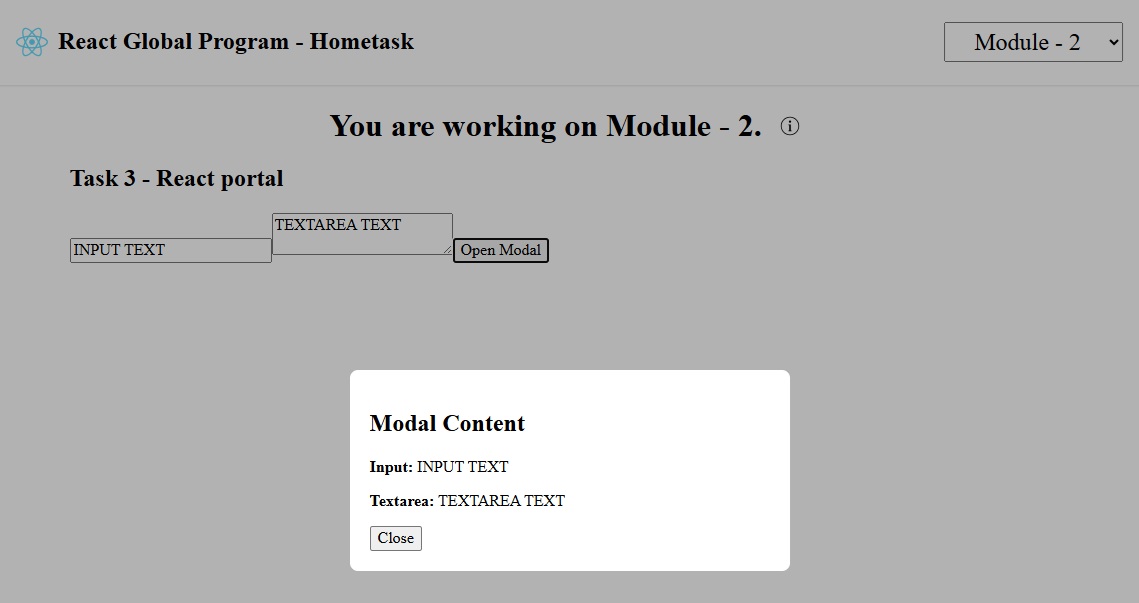 React Global Program - Hometask
Module - 2
You are working on Module - 2.
Task 3 - React portal
TEXTAREA TEXT
INPUT TEXT
Open Modal
Modal Content
Input: INPUT TEXT
Textarea: TEXTAREA TEXT
Close